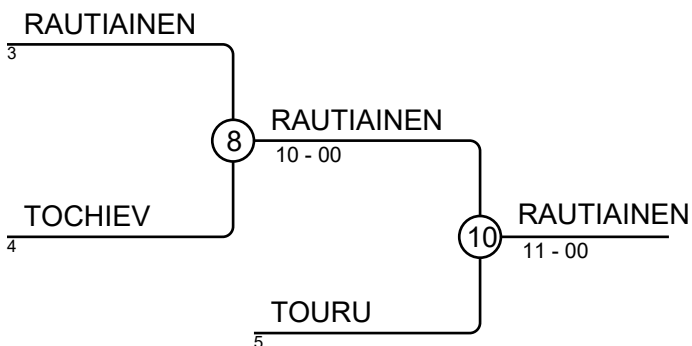 RAUTIAINEN
3
8
RAUTIAINEN
10 - 00
TOCHIEV
4
10
RAUTIAINEN
11 - 00
TOURU
5